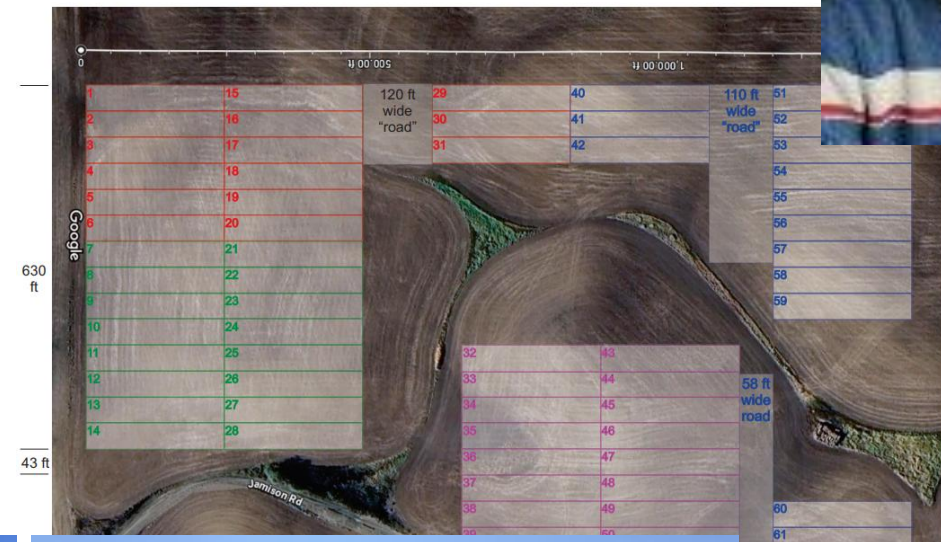 0
500.00 ft
1,000.00 ft
1 15
2 16
3 17
4 18
5 19
6 20
7 21
8 22
9 23
10 24
11 25
12 26
13 27
14 28
120 ft
wide
“road”
29 40
30 41
31 42
110 ft
wide
“road”
51
52
53
54
55
56
57
58
59
Google
630
ft
43 ft
32 43
33 44
34 45
35 46
36 47
37 48
38 49
39 50
58 ft
wide
road
60
61
Jamison Rd